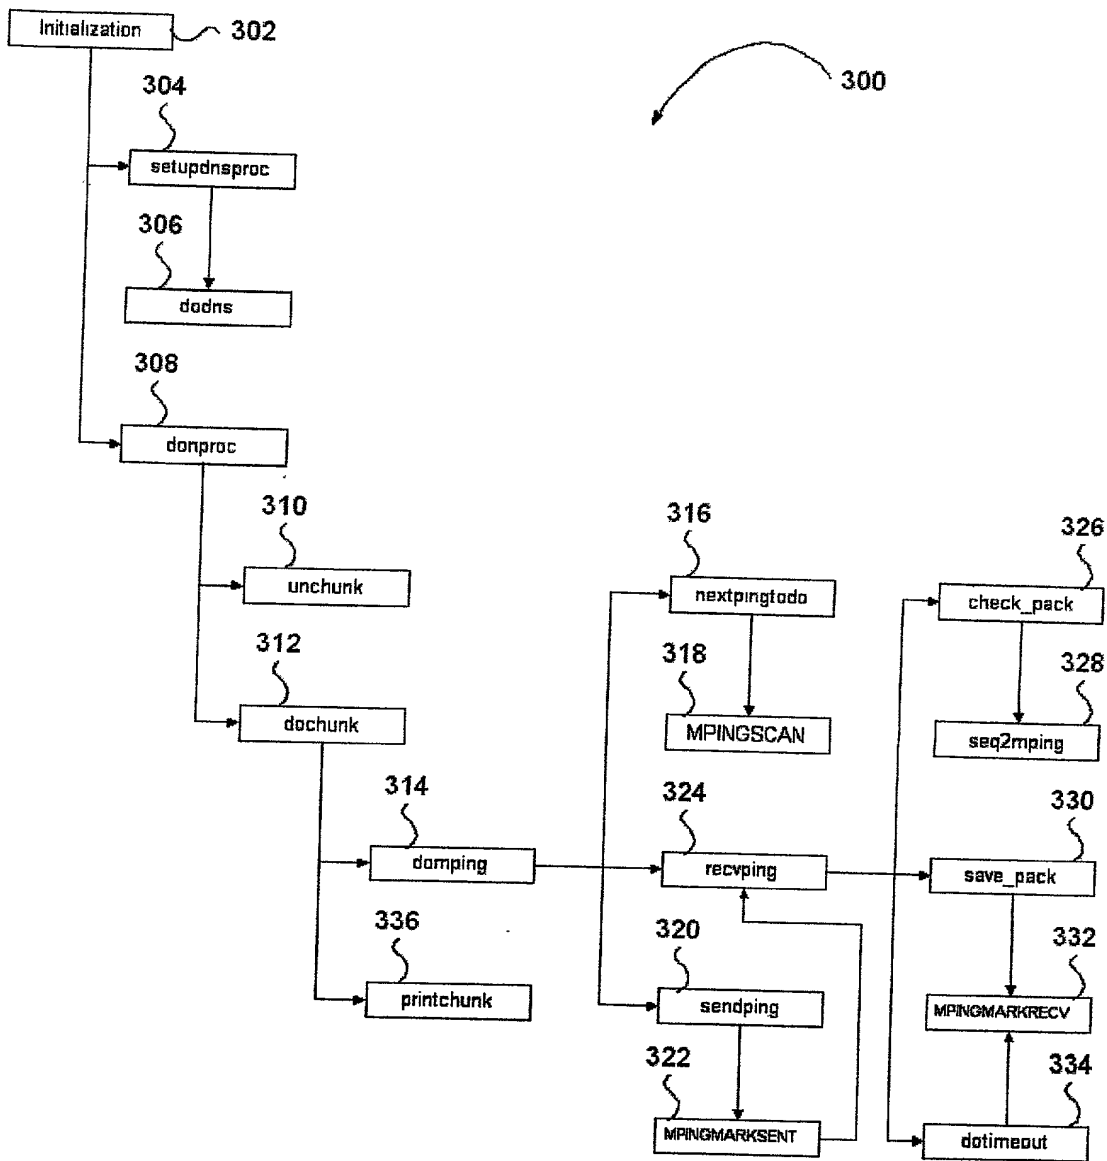 Initialization
302
300
304
setupdnsproc
306
dodns
308
donproc
310
unchunk
312
dochunk
314
domping
336
printchunk
316
nextpingtodo
318
MPINGSCAN
324
recvping
320
sendping
322
MPINGMARKSENT
326
check_pack
328
seq2mping
330
save_pack
332
MPINGMARKRECV
334
dotimeout